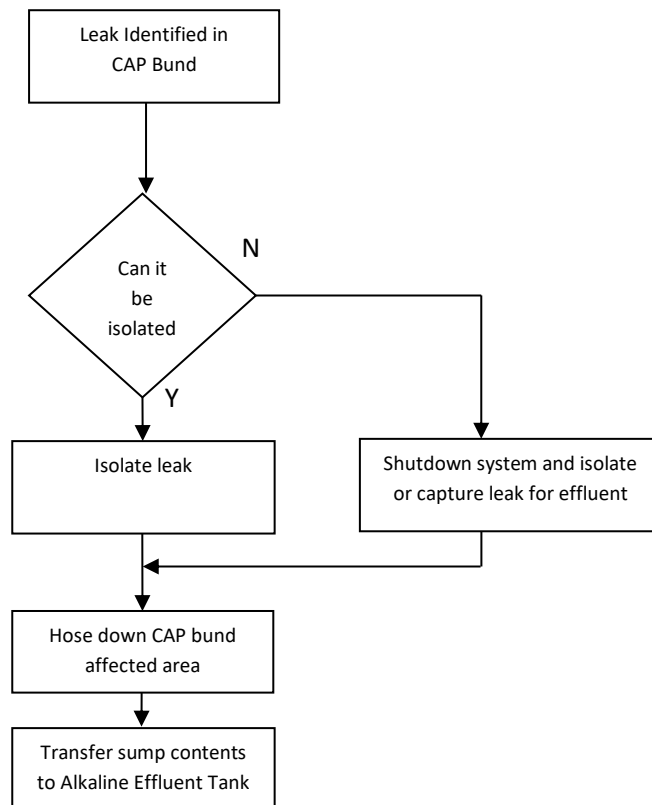 Leak Identified in
CAP Bund
N
Can it
be
isolated
Y
Isolate leak
Shutdown system and isolate
or capture leak for effluent
Hose down CAP bund
affected area
Transfer sump contents
to Alkaline Effluent Tank